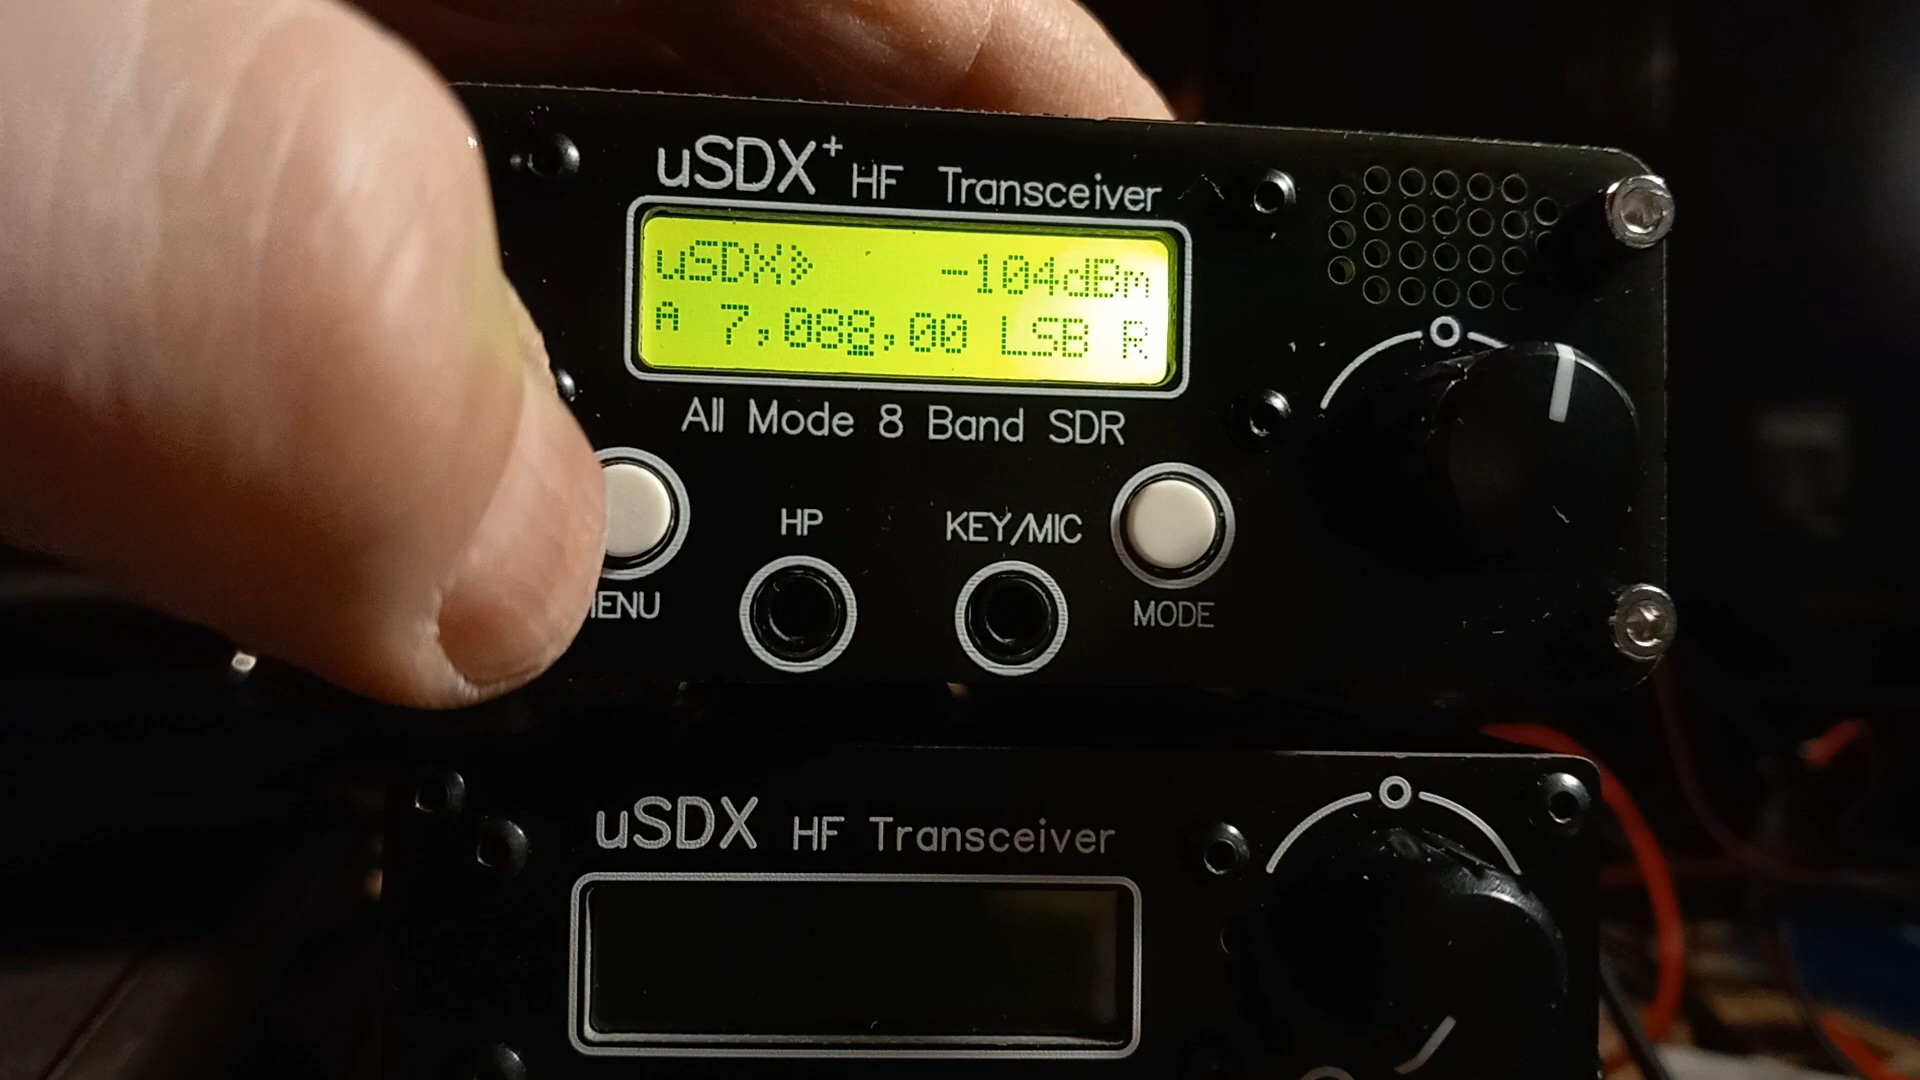 uSDX+ HF Transceiver
uSDX -104dBm
A 7,088,00 LSB R
All Mode 8 Band SDR
HP KEY/MIC
MENU MODE
uSDX HF Transceiver